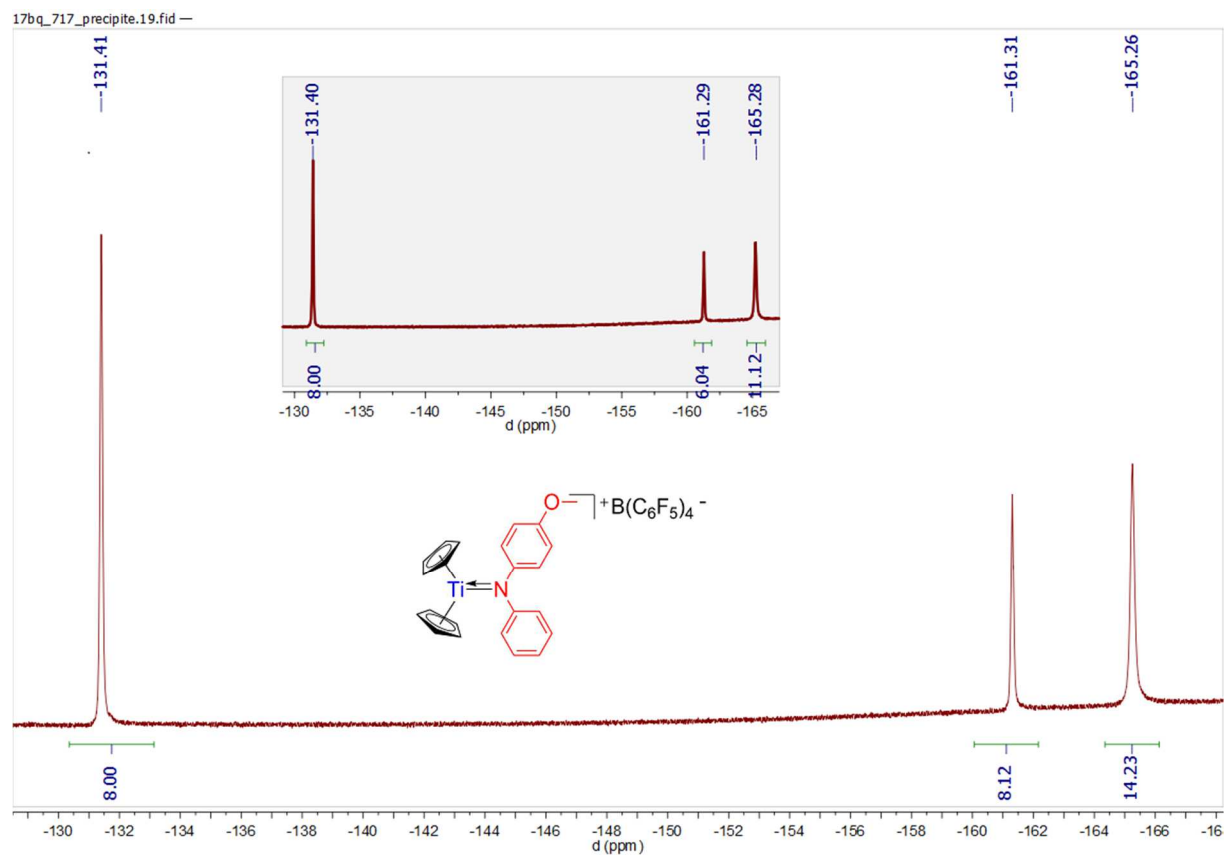 17bq_717_precipite.19.fid —
-131.41
-161.31
-165.26
-131.40
-161.29
-165.28
8.00
6.04
11.12
-130 -135 -140 -145 -150 -155 -160 -165
d (ppm)
O
+B(C6F5)4 -
Ti
N
8.00
8.12
14.23
-130 -132 -134 -136 -138 -140 -142 -144 -146 -148 -150 -152 -154 -156 -158 -160 -162 -164 -166
d (ppm)